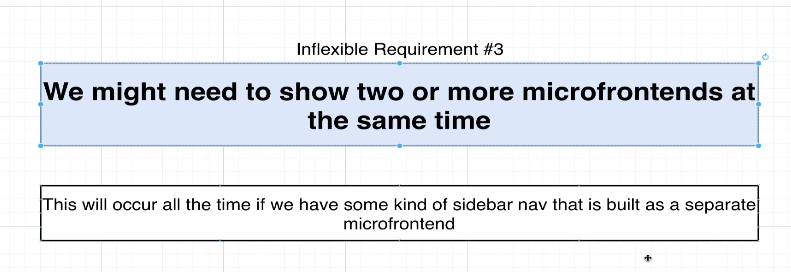 Inflexible Requirement #3
We might need to show two or more microfrontends at
the same time
This will occur all the time if we have some kind of sidebar nav that is built as a separate
microfrontend